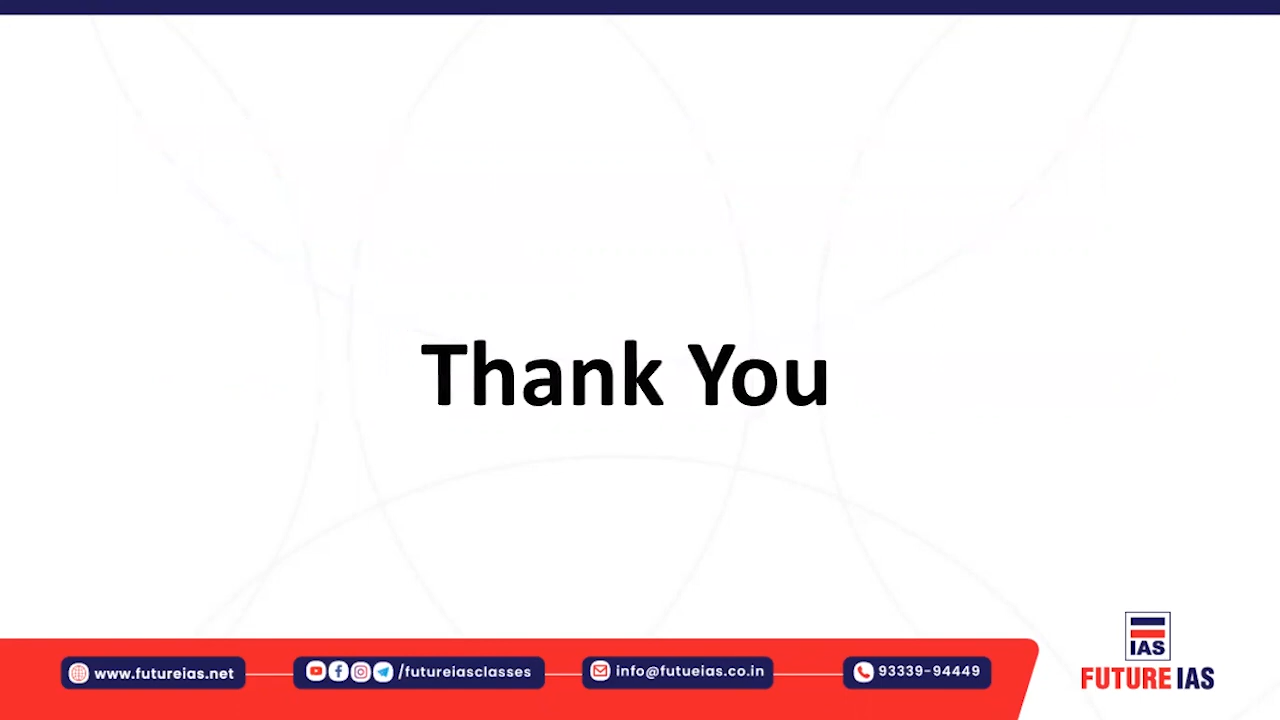 Thank You
www.futureias.net
/futureiasclasses
info@futueias.co.in
93339-94449
IAS
FUTURE IAS